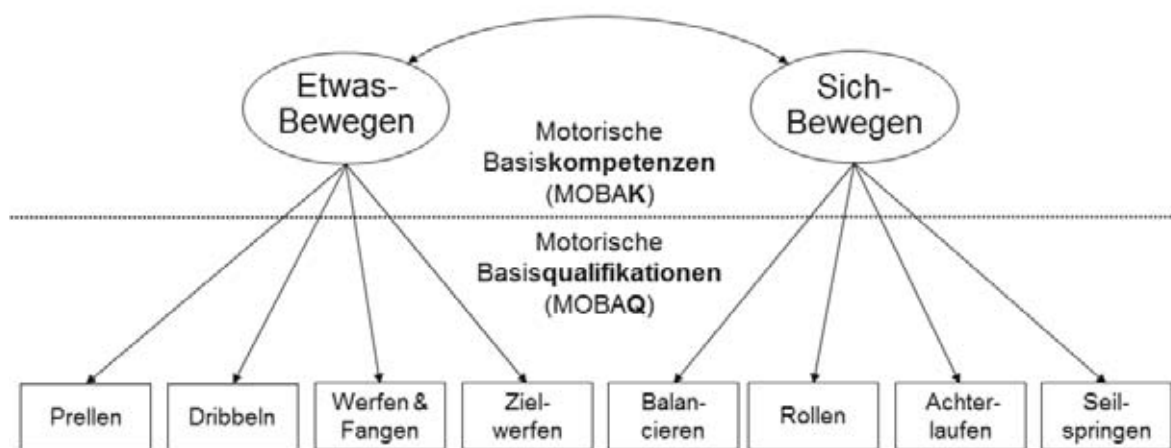 Etwas-
Bewegen
Sich-
Bewegen
Motorische
Basiskompetenzen
(MOBAK)
Motorische
Basisqualifikationen
(MOBAQ)
Prellen
Dribbeln
Werfen &
Fangen
Ziel-
werfen
Balan-
cieren
Rollen
Achter-
laufen
Seil-
springen